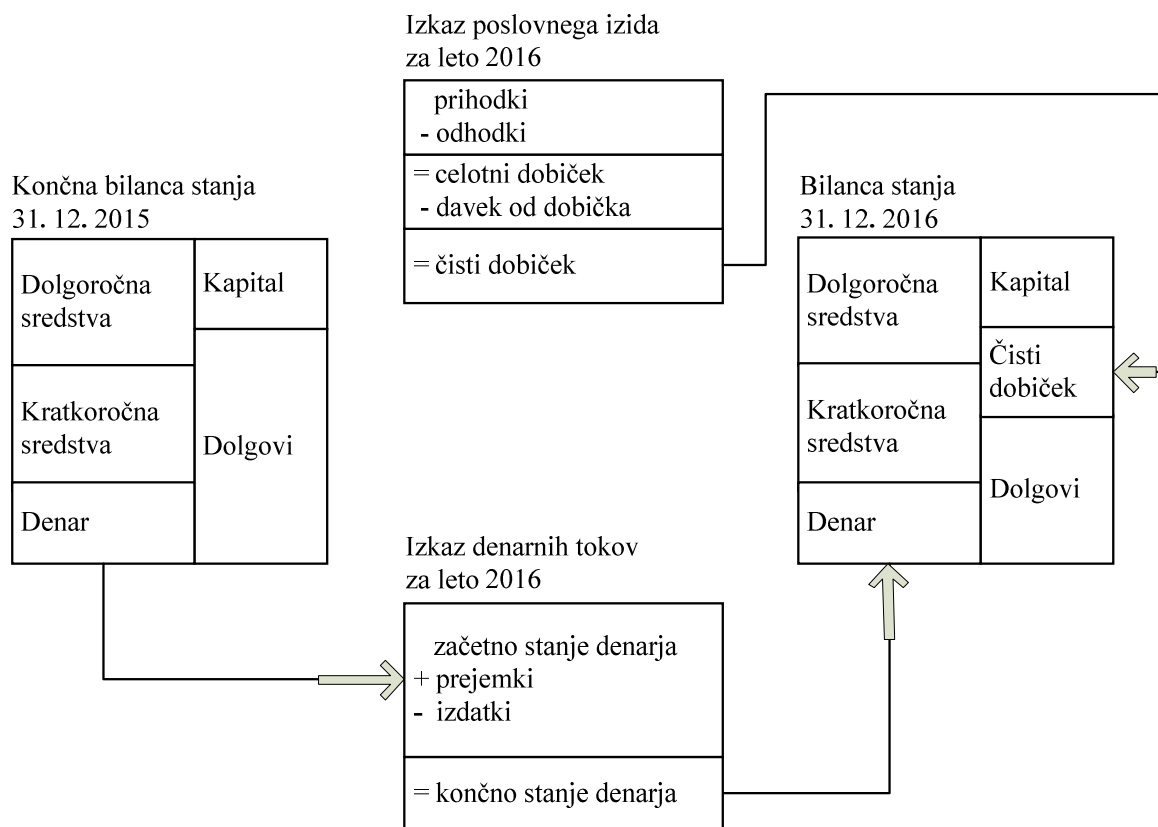 Izkaz poslovnega izida
za leto 2016
prihodki
- odhodki
= celotni dobiček
- davek od dobička
= čisti dobiček
Končna bilanca stanja
31. 12. 2015
Dolgoročna
sredstva
Kapital
Kratkoročna
sredstva
Dolgovi
Denar
Bilanca stanja
31. 12. 2016
Dolgoročna
sredstva
Kapital
Čisti
dobiček
Kratkoročna
sredstva
Dolgovi
Denar
Izkaz denarnih tokov
za leto 2016
začetno stanje denarja
+ prejemki
- izdatki
= končno stanje denarja